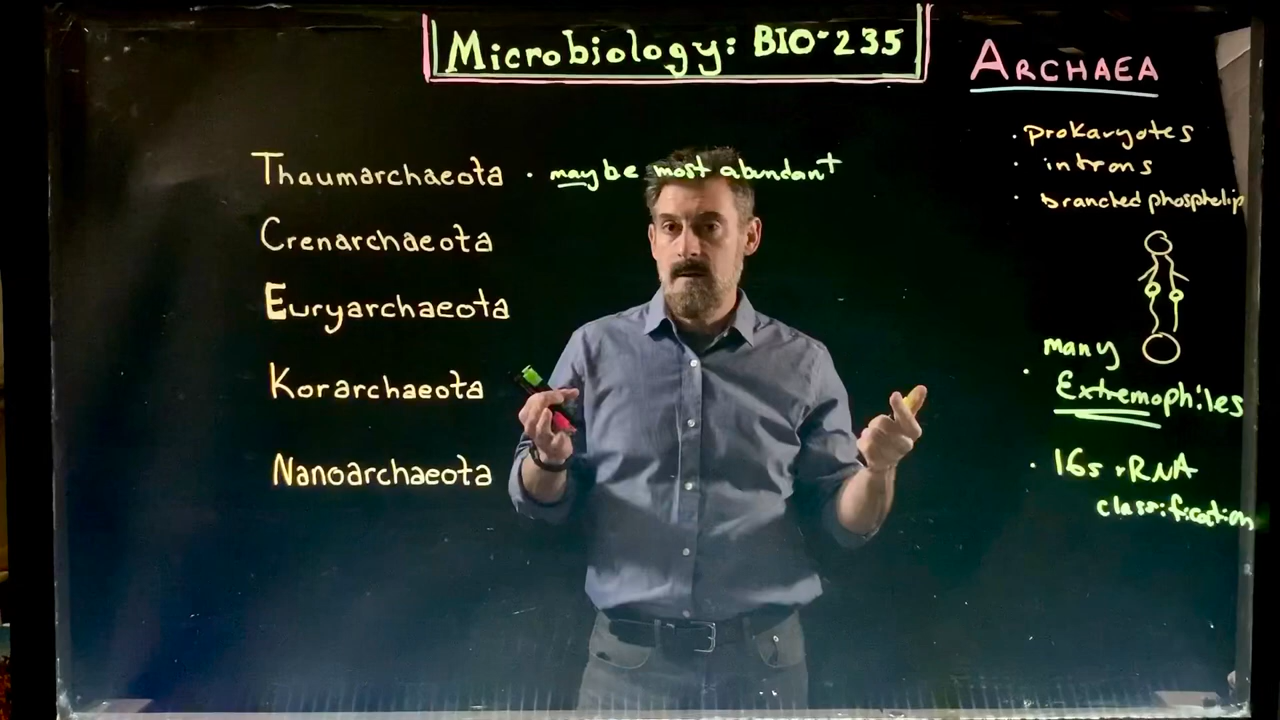 Microbiology: BIO-235
ARCHAEA
· prokaryotes
· introns
· branched phospholip
· many
Extremophiles
· 16s rRNA
classification
Thaumarchaeota · maybe most abundant
Crenarchaeota
Euryarchaeota
Korarchaeota
Nanoarchaeota